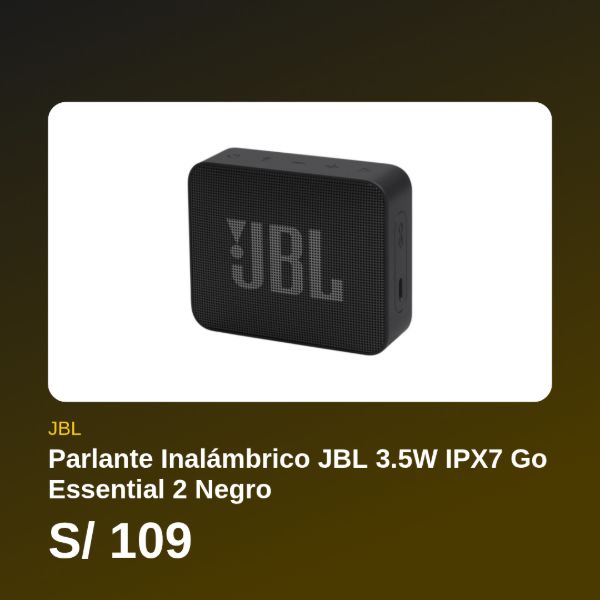 JBL
JBL
Parlante Inalámbrico JBL 3.5W IPX7 Go
Essential 2 Negro
S/ 109